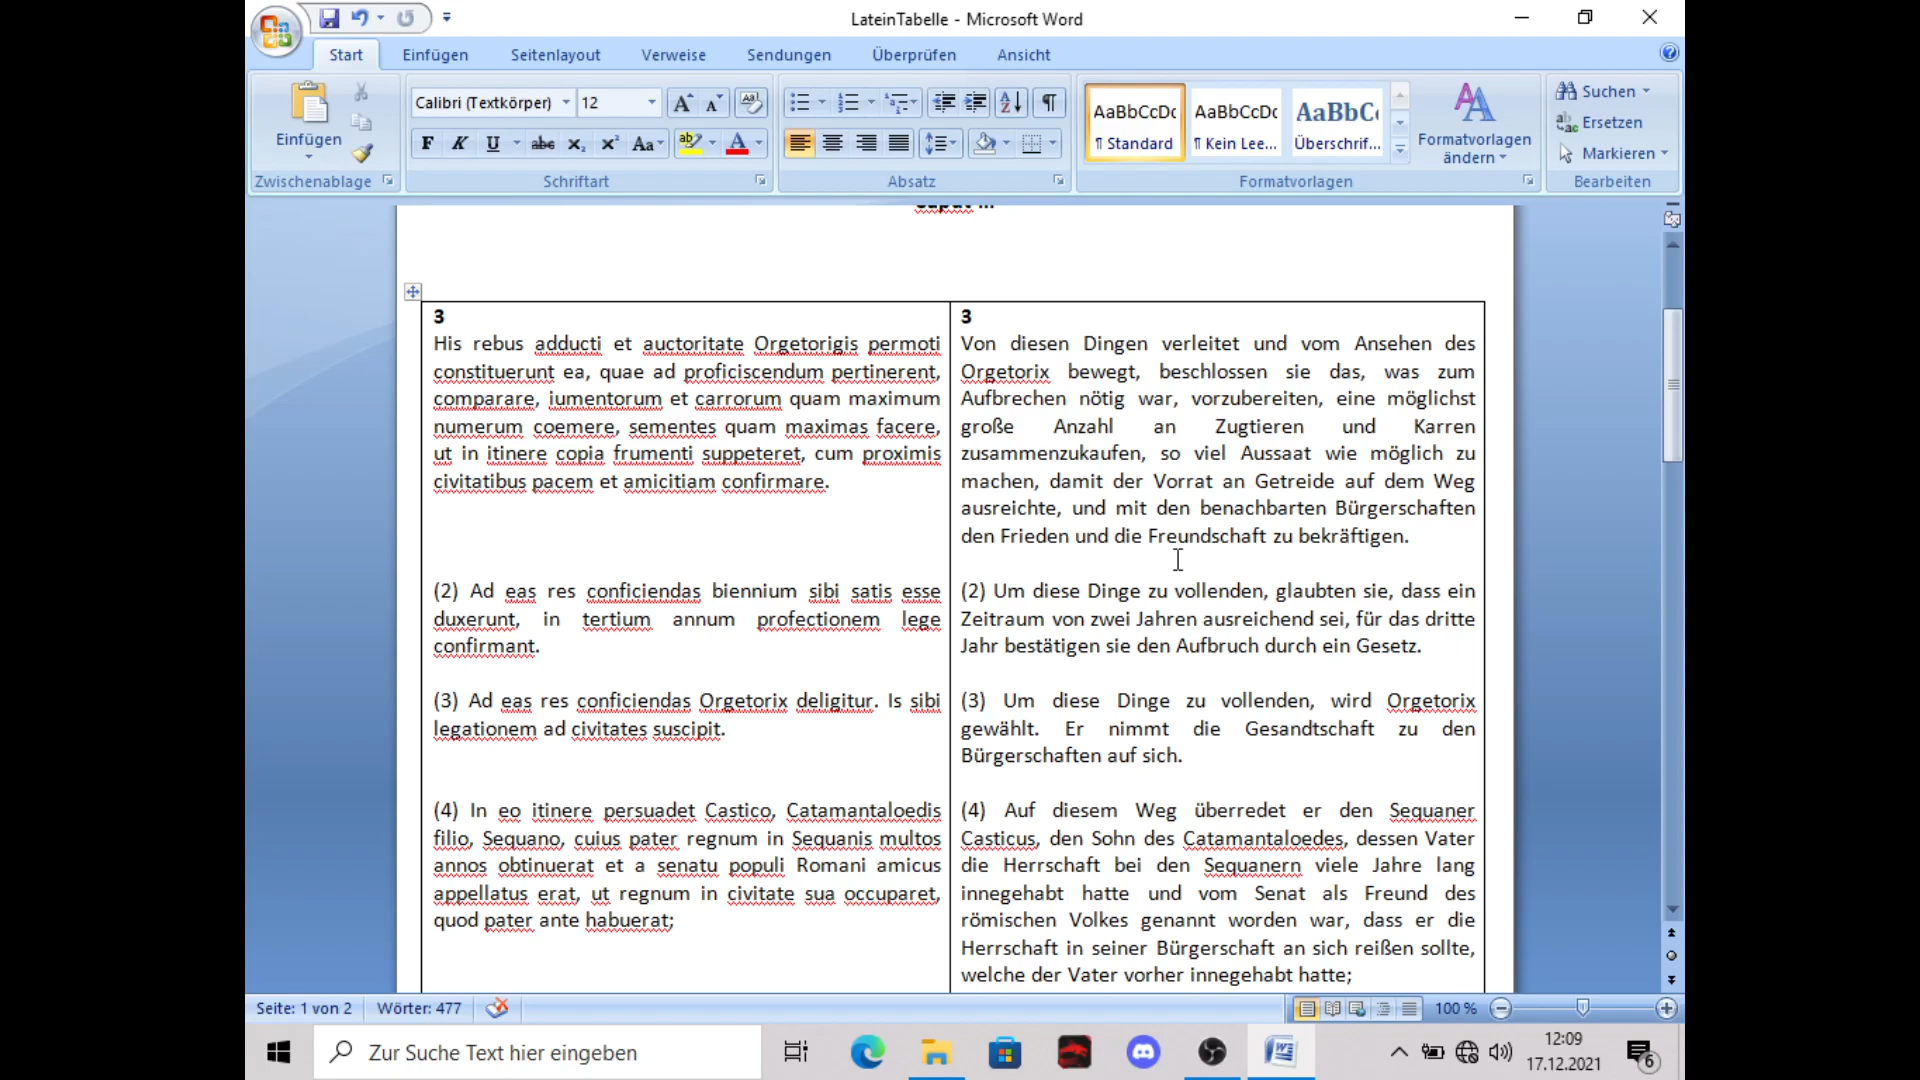 LateinTabelle - Microsoft Word
Start
Einfügen
Seitenlayout
Verweise
Sendungen
Überprüfen
Ansicht
Einfügen
Zwischenablage
Calibri (Textkörper)
12
F K U abe x₂ x² Aa
Schriftart
Absatz
AaBbCcDc
¶ Standard
AaBbCcDc
¶ Kein Lee...
AaBbC
Überschrif...
Formatvorlagen ändern
Formatvorlagen
Suchen
Ersetzen
Markieren
Bearbeiten
3
His rebus adducti et auctoritate Orgetorigis permoti
constituerunt ea, quae ad proficiscendum pertinerent,
comparare, iumentorum et carrorum quam maximum
numerum coemere, sementes quam maximas facere,
ut in itinere copia frumenti suppeteret, cum proximis
civitatibus pacem et amicitiam confirmare.
(2) Ad eas res conficiendas biennium sibi satis esse
duxerunt, in tertium annum profectionem lege
confirmant.
(3) Ad eas res conficiendas Orgetorix deligitur. Is sibi
legationem ad civitates suscipit.
(4) In eo itinere persuadet Castico, Catamantaloedis
filio, Sequano, cuius pater regnum in Sequanis multos
annos obtinuerat et a senatu populi Romani amicus
appellatus erat, ut regnum in civitate sua occuparet,
quod pater ante habuerat;
3
Von diesen Dingen verleitet und vom Ansehen des
Orgetorix bewegt, beschlossen sie das, was zum
Aufbrechen nötig war, vorzubereiten, eine möglichst
große Anzahl an Zugtieren und Karren
zusammenzukaufen, so viel Aussaat wie möglich zu
machen, damit der Vorrat an Getreide auf dem Weg
ausreichte, und mit den benachbarten Bürgerschaften
den Frieden und die Freundschaft zu bekräftigen.
(2) Um diese Dinge zu vollenden, glaubten sie, dass ein
Zeitraum von zwei Jahren ausreichend sei, für das dritte
Jahr bestätigen sie den Aufbruch durch ein Gesetz.
(3) Um diese Dinge zu vollenden, wird Orgetorix
gewählt. Er nimmt die Gesandtschaft zu den
Bürgerschaften auf sich.
(4) Auf diesem Weg überredet er den Sequaner
Casticus, den Sohn des Catamantaloedes, dessen Vater
die Herrschaft bei den Sequanern viele Jahre lang
innegehabt hatte und vom Senat als Freund des
römischen Volkes genannt worden war, dass er die
Herrschaft in seiner Bürgerschaft an sich reißen sollte,
welche der Vater vorher innegehabt hatte;
Seite: 1 von 2
Wörter: 477
100 %
Zur Suche Text hier eingeben
12:09
17.12.2021
6